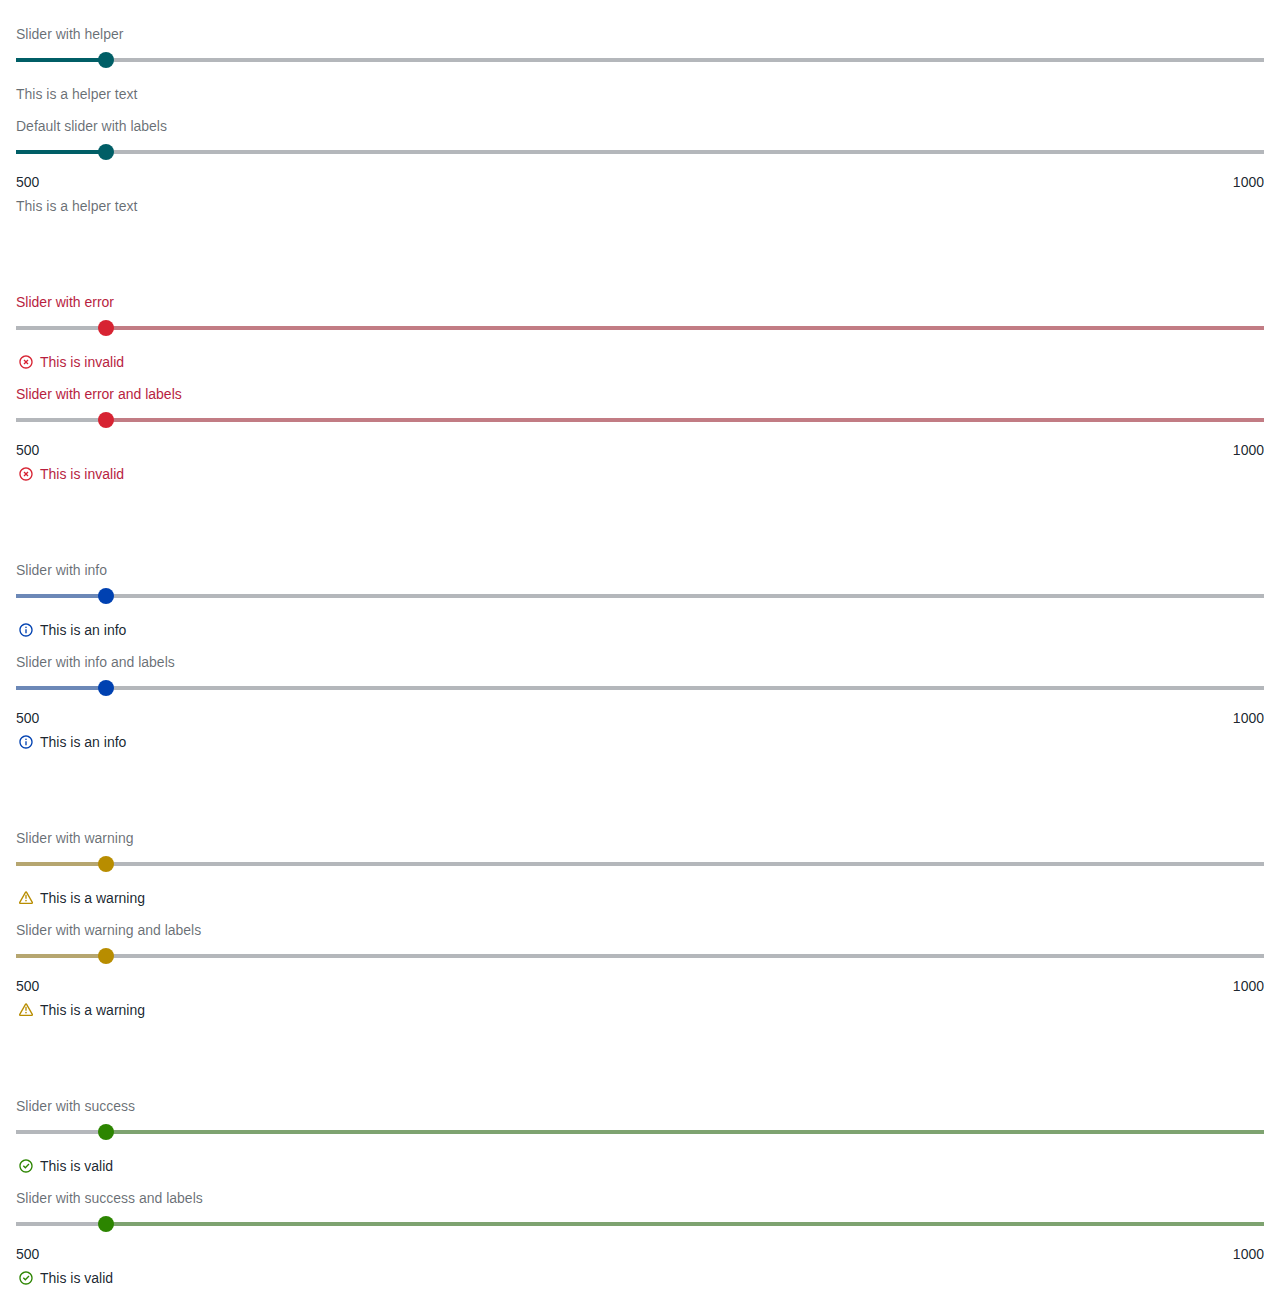 Slider with helper
This is a helper text
Default slider with labels
500 1000
This is a helper text
Slider with error
This is invalid
Slider with error and labels
500 1000
This is invalid
Slider with info
This is an info
Slider with info and labels
500 1000
This is an info
Slider with warning
This is a warning
Slider with warning and labels
500 1000
This is a warning
Slider with success
This is valid
Slider with success and labels
500 1000
This is valid